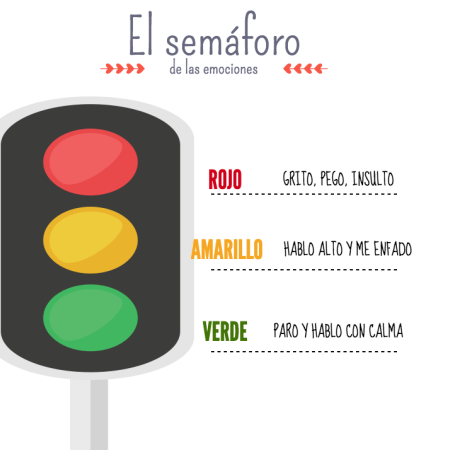 El semáforo
de las emociones
ROJO GRITO, PEGO, INSULTO
AMARILLO HABLO ALTO Y ME ENFADO
VERDE PARO Y HABLO CON CALMA